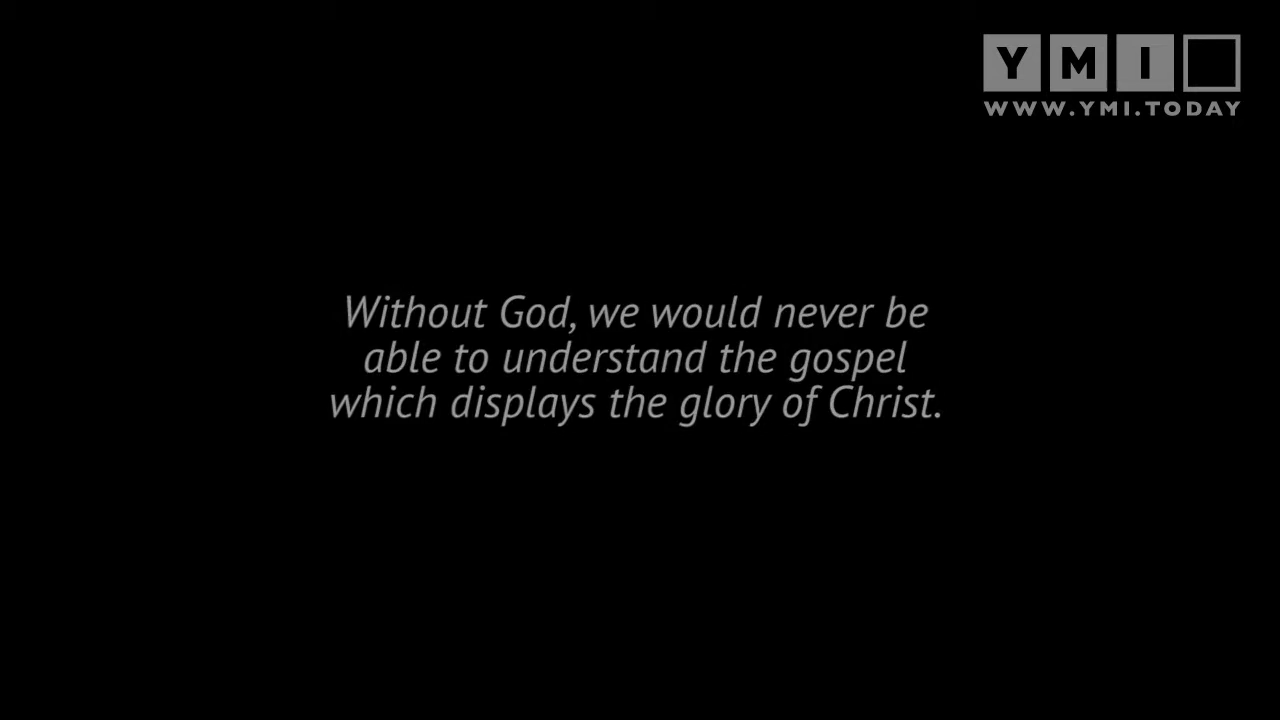 YMI
WWW.YMI.TODAY
Without God, we would never be
able to understand the gospel
which displays the glory of Christ.